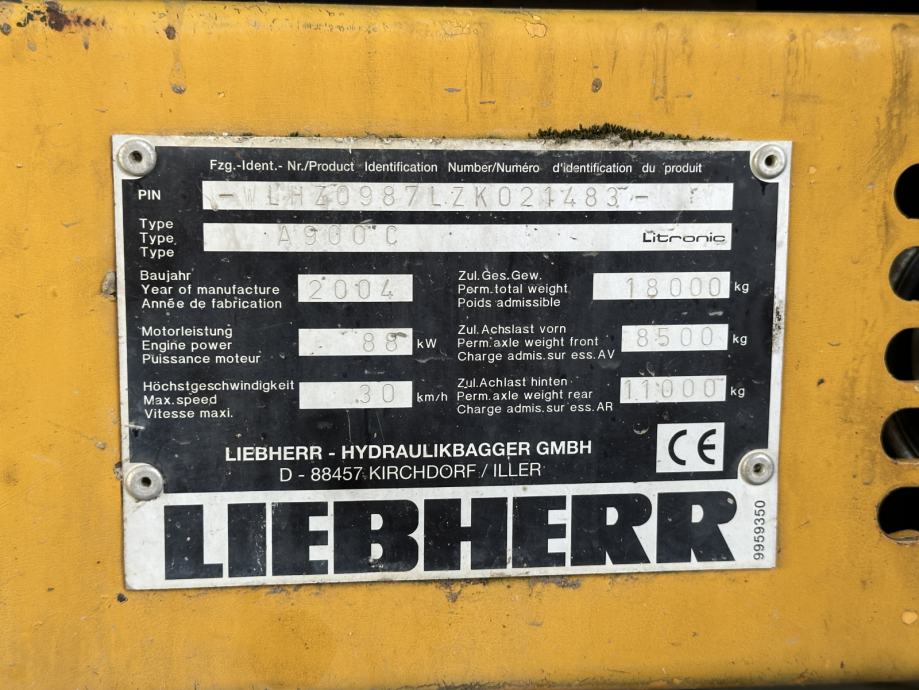 Fzg.-Ident.- Nr./Product Identification Number/Numéro d'identification du produit
PIN -WLHZ0987LZK021483-
Type
Type A900C Litronic
Type
Baujahr
Year of manufacture 2004
Année de fabrication
Zul.Ges.Gew.
Perm.total weight 18000 kg
Poids admissible
Motorleistung
Engine power 88 kW
Puissance moteur
Zul.Achslast vorn
Perm.axle weight front 8500 kg
Charge admis.sur ess.AV
Höchstgeschwindigkeit
Max.speed 30 km/h
Vitesse maxi.
Zul.Achlast hinten
Perm.axle weight rear 11000 kg
Charge admis.sur ess.AR
LIEBHERR - HYDRAULIKBAGGER GMBH
D - 88457 KIRCHDORF / ILLER
CE
LIEBHERR
9959350